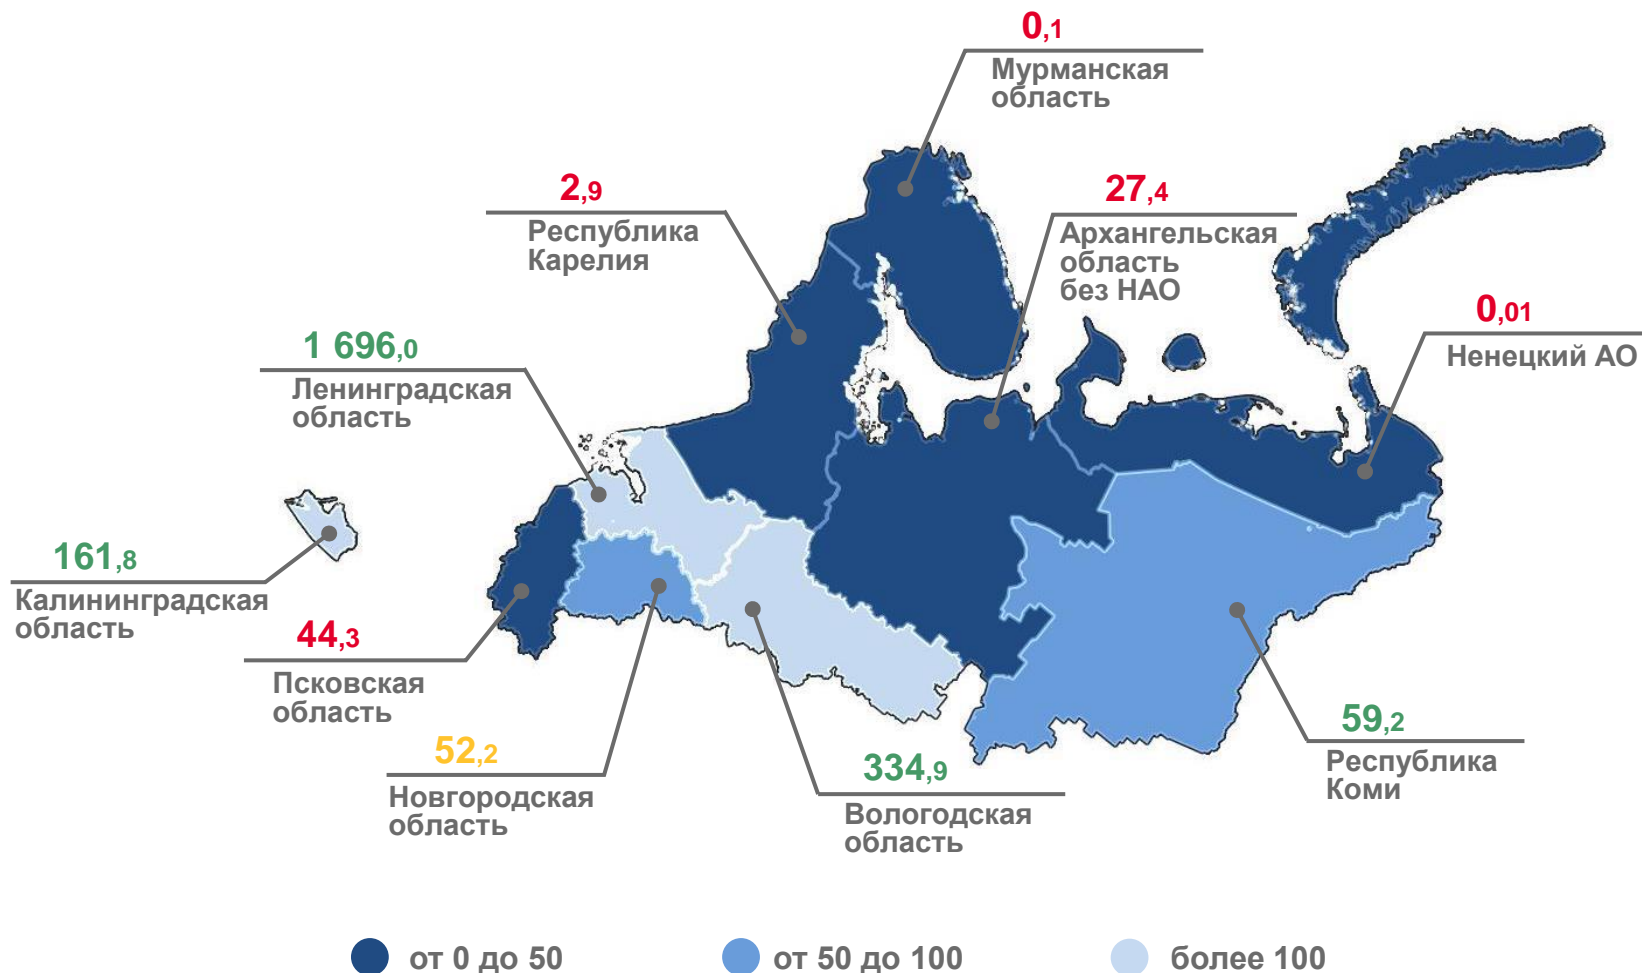 0,1
Мурманская
область
2,9
Республика
Карелия
27,4
Архангельская
область
без НАО
0,01
Ненецкий АО
1 696,0
Ленинградская
область
161,8
Калининградская
область
44,3
Псковская
область
52,2
Новгородская
область
334,9
Вологодская
область
59,2
Республика
Коми
от 0 до 50
от 50 до 100
более 100